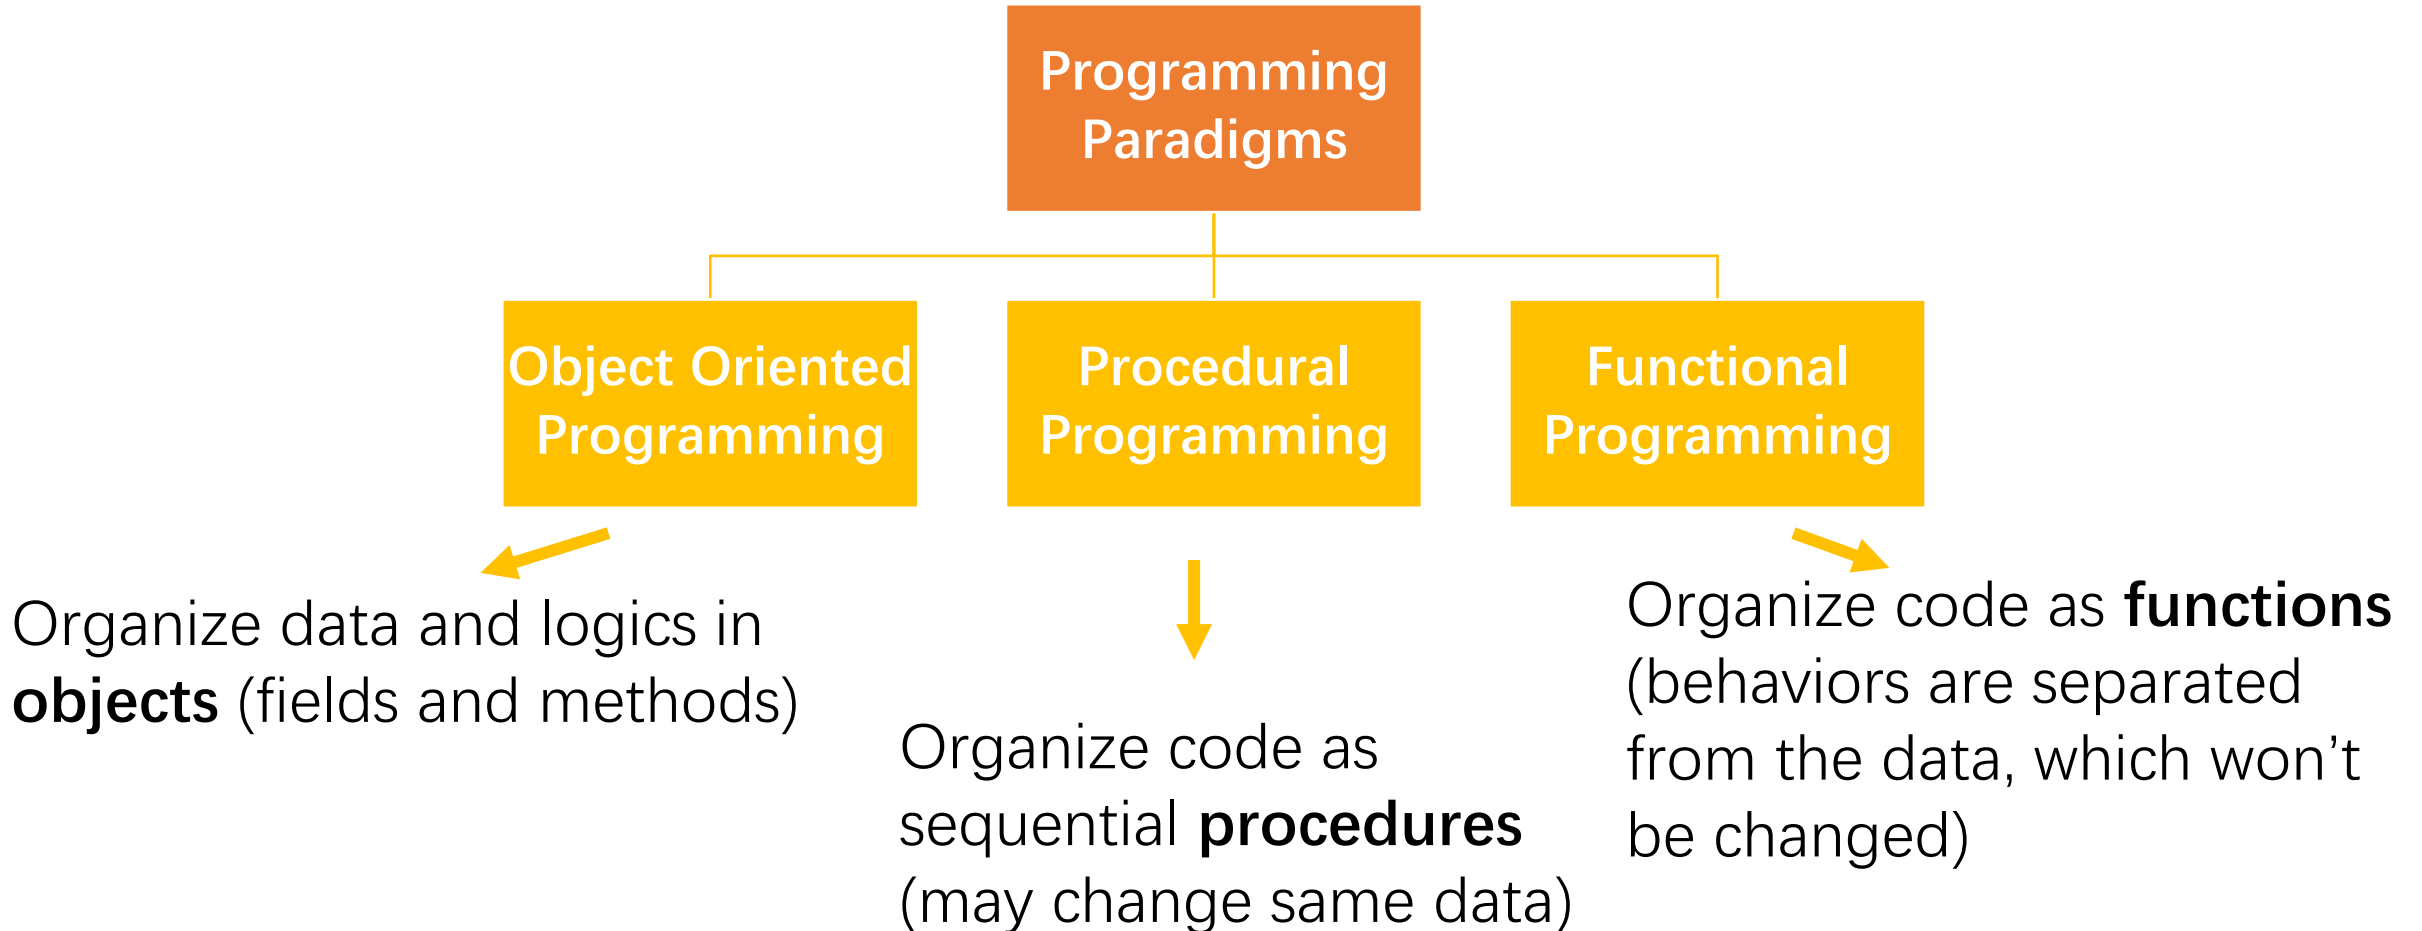 Programming
Paradigms
Object Oriented
Programming
Procedural
Programming
Functional
Programming
Organize data and logics in
objects (fields and methods)
Organize code as
sequential procedures
(may change same data)
Organize code as functions
(behaviors are separated
from the data, which won’t
be changed)